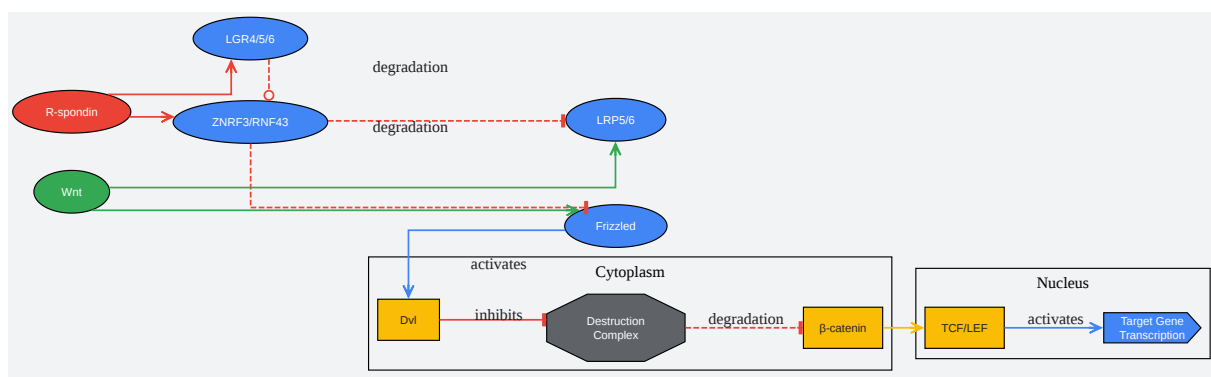 LGR4/5/6
degradation
R-spondin
ZNRF3/RNF43
degradation
LRP5/6
Wnt
Frizzled
activates
Cytoplasm
Nucleus
Dvl
inhibits
Destruction
Complex
degradation
β-catenin
TCF/LEF
activates
Target Gene
Transcription